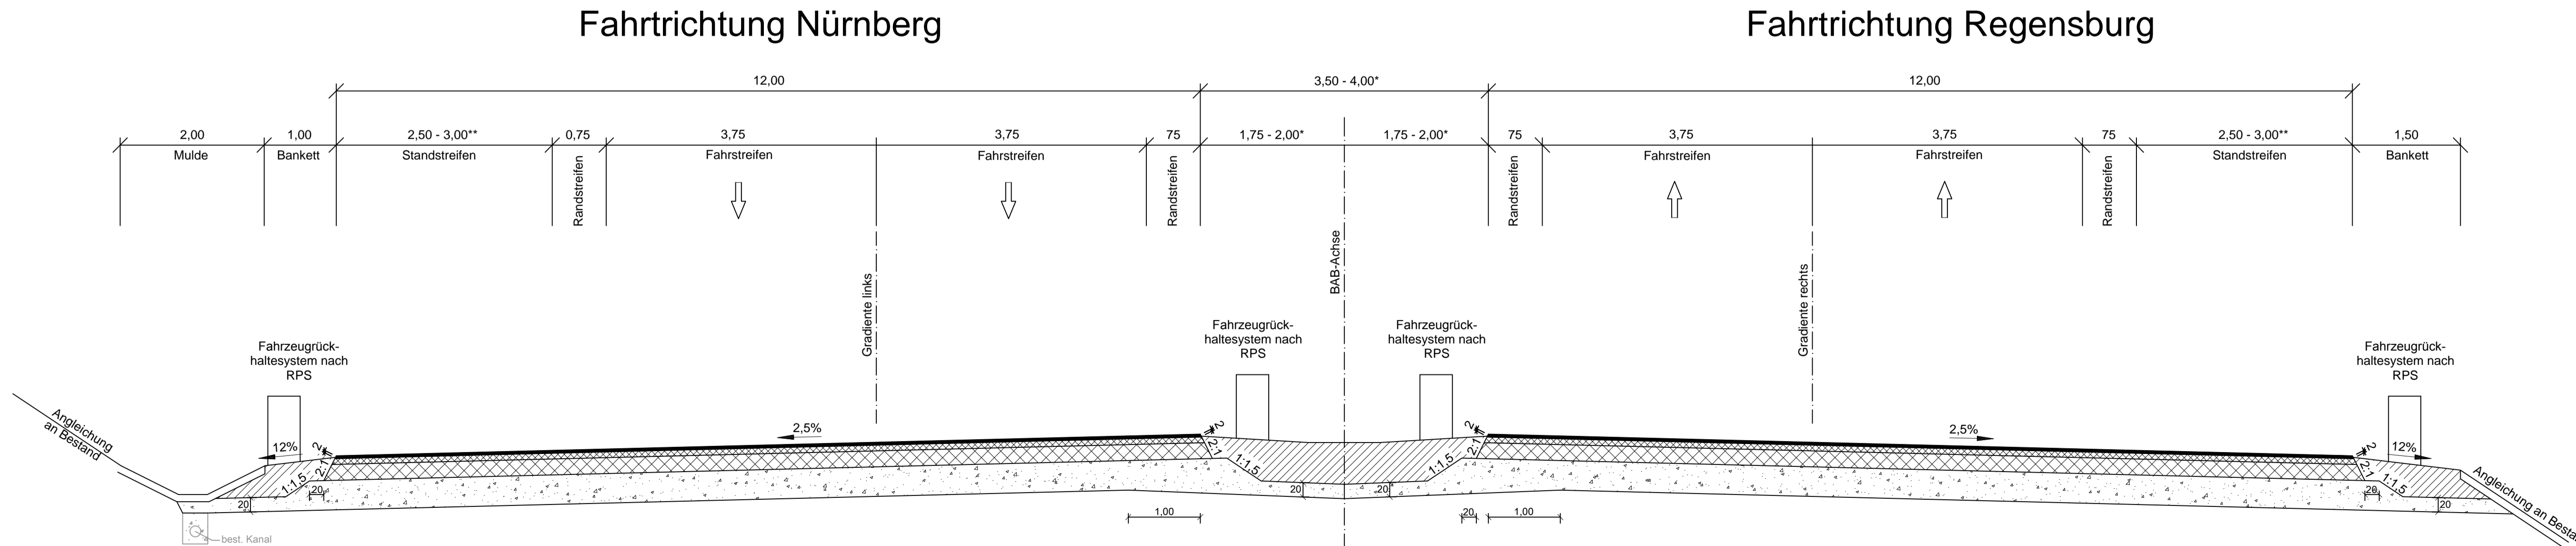 Fahrtrichtung Nürnberg
Fahrtrichtung Regensburg
12,00
3,50 - 4,00*
12,00
2,00
1,00
2,50 - 3,00**
0,75
3,75
3,75
75
1,75 - 2,00*
1,75 - 2,00*
75
3,75
3,75
75
2,50 - 3,00**
1,50
Mulde
Bankett
Standstreifen
Randstreifen
Fahrstreifen
Fahrstreifen
Randstreifen
Randstreifen
Fahrstreifen
Fahrstreifen
Randstreifen
Standstreifen
Bankett
Gradiente links
BAB-Achse
Gradiente rechts
Fahrzeugrück-
haltesystem nach
RPS
Fahrzeugrück-
haltesystem nach
RPS
Fahrzeugrück-
haltesystem nach
RPS
Fahrzeugrück-
haltesystem nach
RPS
Angleichung
an Bestand
12%
2
2:1
1:1,5
20
20
2,5%
2
2:1
1:1,5
20
20
1:1,5
2:1
2
2,5%
2
2:1
12%
1:1,5
20
20
Angleichung an Besta
1,00
20
1,00
best. Kanal